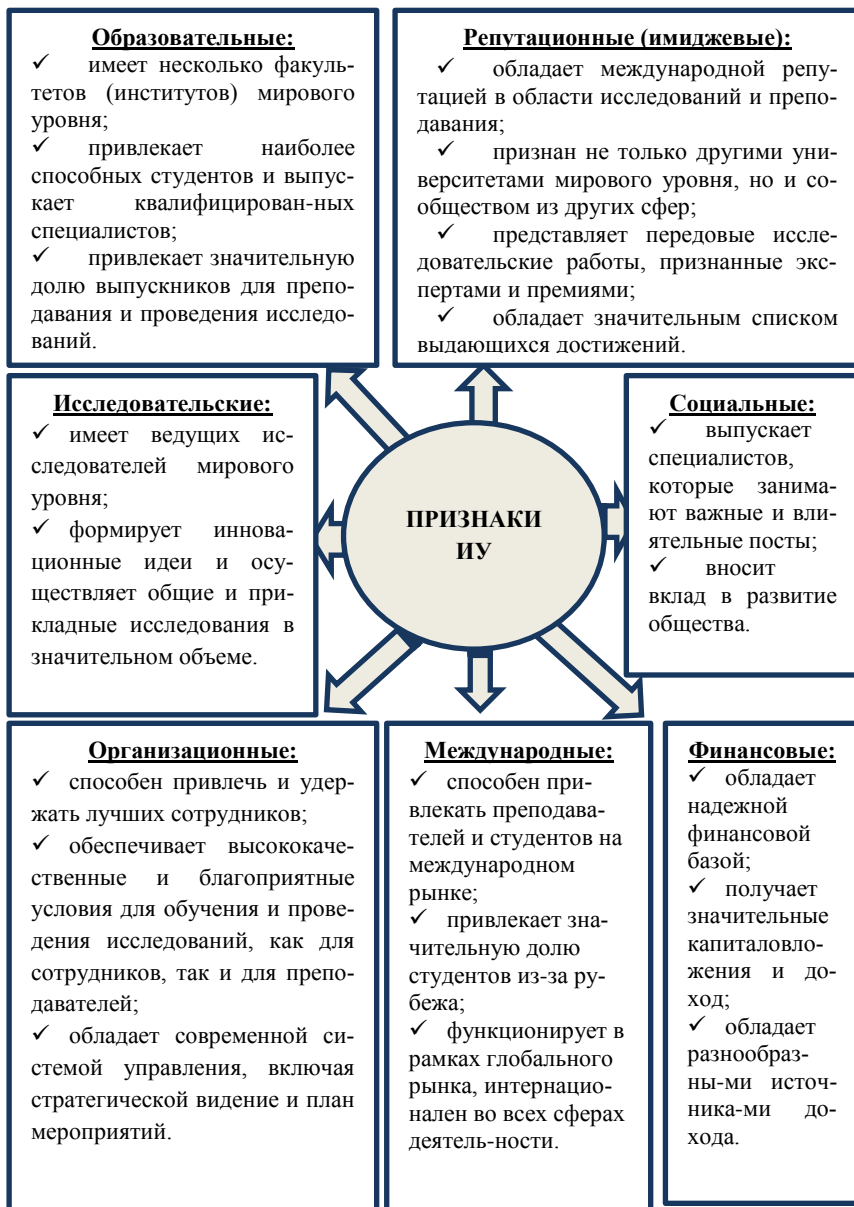 Образовательные:
✓ имеет несколько факуль-
тетов (институтов) мирового
уровня;
✓ привлекает наиболее
способных студентов и выпус-
кает квалифицирован-ных
специалистов;
✓ привлекает значительную
долю выпускников для препо-
давания и проведения исследо-
ваний.
Репутационные (имиджевые):
✓ обладает международной репу-
тацией в области исследований и препо-
давания;
✓ признан не только другими уни-
верситетами мирового уровня, но и со-
обществом из других сфер;
✓ представляет передовые иссле-
довательские работы, признанные экс-
пертами и премиями;
✓ обладает значительным списком
выдающихся достижений.
Исследовательские:
✓ имеет ведущих ис-
следователей мирового
уровня;
✓ формирует иннова-
ционные идеи и осу-
ществляет общие и при-
кладные исследования в
значительном объеме.
ПРИЗНАКИ
ИУ
Социальные:
✓ выпускает
специалистов,
которые занима-
ют важные и вли-
ятельные посты;
✓ вносит
вклад в развитие
общества.
Организационные:
✓ способен привлечь и удер-
жать лучших сотрудников;
✓ обеспечивает высококаче-
ственные и благоприятные
условия для обучения и прове-
дения исследований, как для
сотрудников, так и для препо-
давателей;
✓ обладает современной си-
стемой управления, включая
стратегической видение и план
мероприятий.
Международные:
✓ способен при-
влекать преподава-
телей и студентов на
международном
рынке;
✓ привлекает зна-
чительную долю
студентов из-за ру-
бежа;
✓ функционирует в
рамках глобального
рынка, интернацио-
нален во всех сферах
деятель-ности.
Финансовые:
✓ обладает
надежной
финансовой
базой;
✓ получает
значительные
капиталовло-
жения и до-
ход;
✓ обладает
разнообраз-
ны-ми источ-
ника-ми до-
хода.